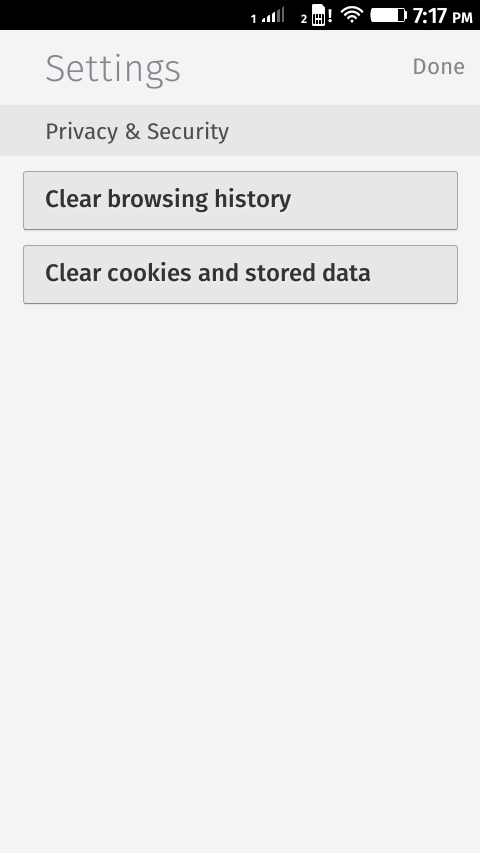 1 2 ! 7:17 PM
Settings Done
Privacy & Security
Clear browsing history
Clear cookies and stored data